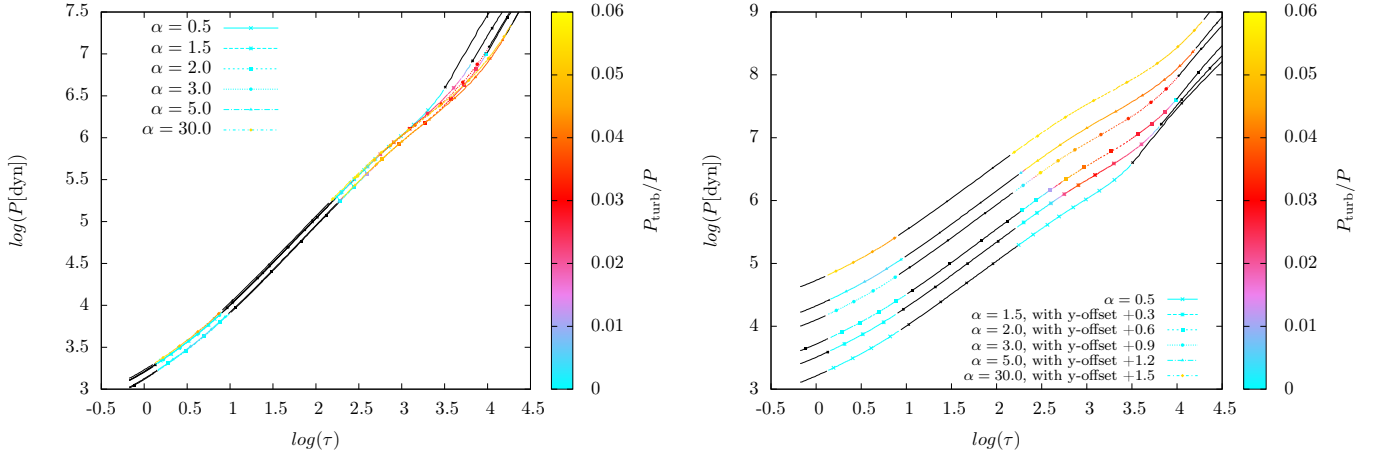 7.5
7
6.5
6
5.5
5
4.5
4
3.5
3
log(P[dyn])
-0.5 0 0.5 1 1.5 2 2.5 3 3.5 4 4.5
log(τ)
α = 0.5
α = 1.5
α = 2.0
α = 3.0
α = 5.0
α = 30.0
0.06
0.05
0.04
0.03
0.02
0.01
0
P_turb/P
9
8
7
6
5
4
3
log(P[dyn])
-0.5 0 0.5 1 1.5 2 2.5 3 3.5 4 4.5
log(τ)
α = 0.5
α = 1.5, with y-offset +0.3
α = 2.0, with y-offset +0.6
α = 3.0, with y-offset +0.9
α = 5.0, with y-offset +1.2
α = 30.0, with y-offset +1.5
0.06
0.05
0.04
0.03
0.02
0.01
0
P_turb/P